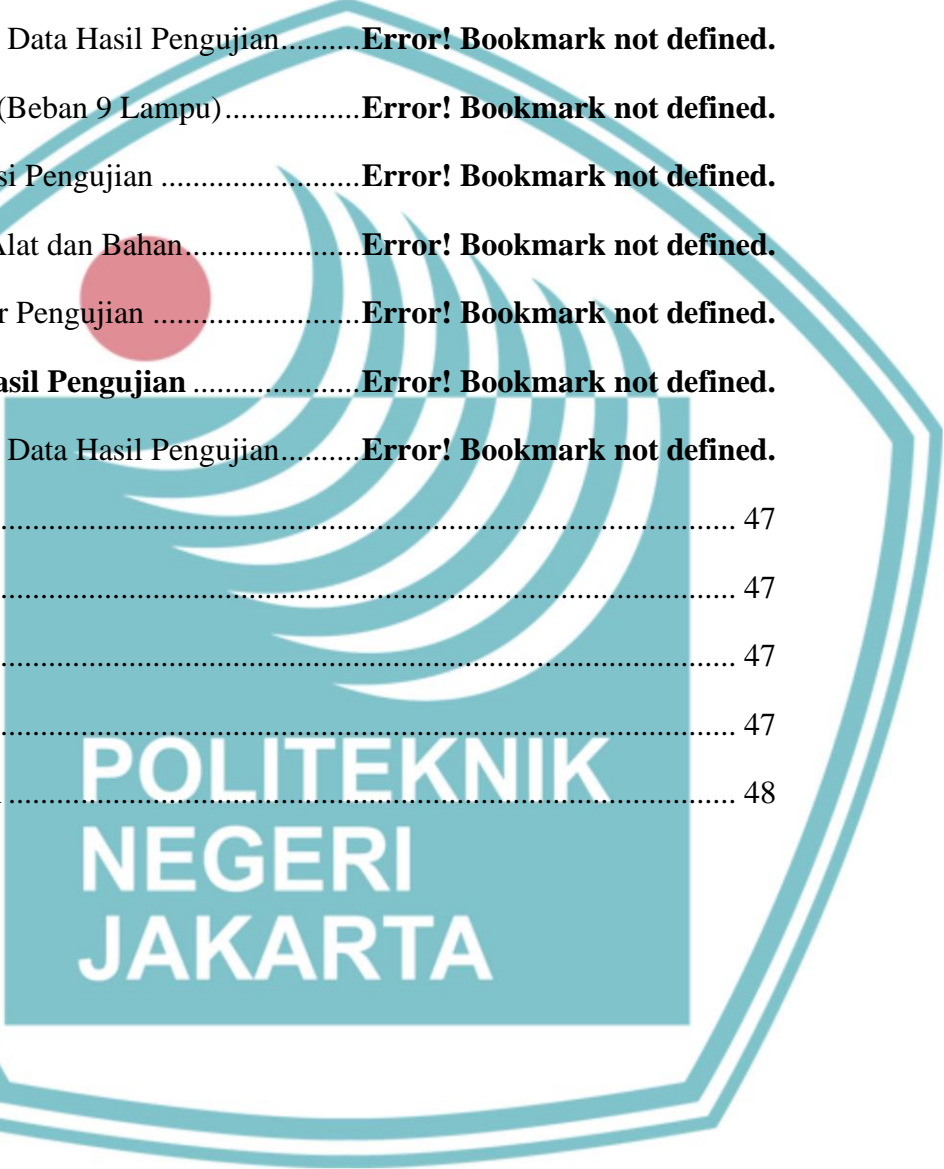 Data Hasil Pengujian..........Error! Bookmark not defined.
(Beban 9 Lampu).................Error! Bookmark not defined.
si Pengujian .........................Error! Bookmark not defined.
Alat dan Bahan......................Error! Bookmark not defined.
r Pengujian ..........................Error! Bookmark not defined.
asil Pengujian .....................Error! Bookmark not defined.
Data Hasil Pengujian..........Error! Bookmark not defined.
............................................................................................ 47
............................................................................................ 47
............................................................................................ 47
............................................................................................ 47
........................................................................................... 48
POLITEKNIK
NEGERI
JAKARTA